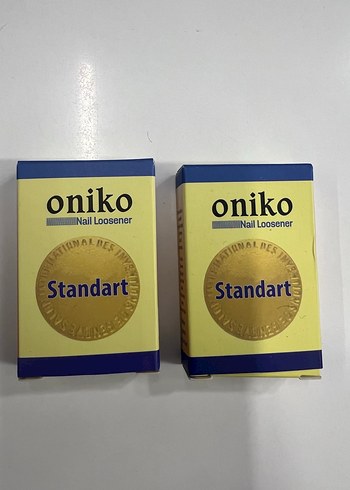 oniko
Nail Loosener
Standart
oniko
Nail Loosener
Standart